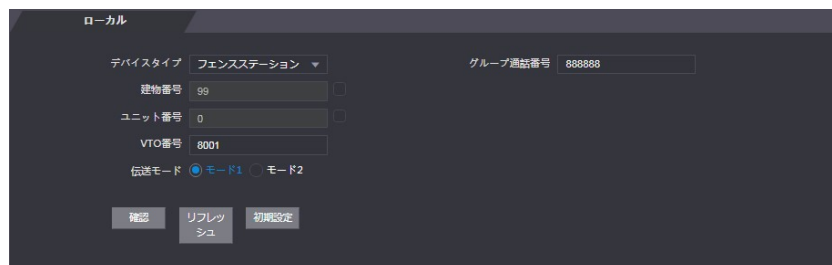 ローカル
デバイスタイプ フェンスステーション グループ通話番号 888888
建物番号 99
ユニット番号 0
VTO番号 8001
伝送モード モード1 モード2
確認 リフレッ 初期設定
シュ